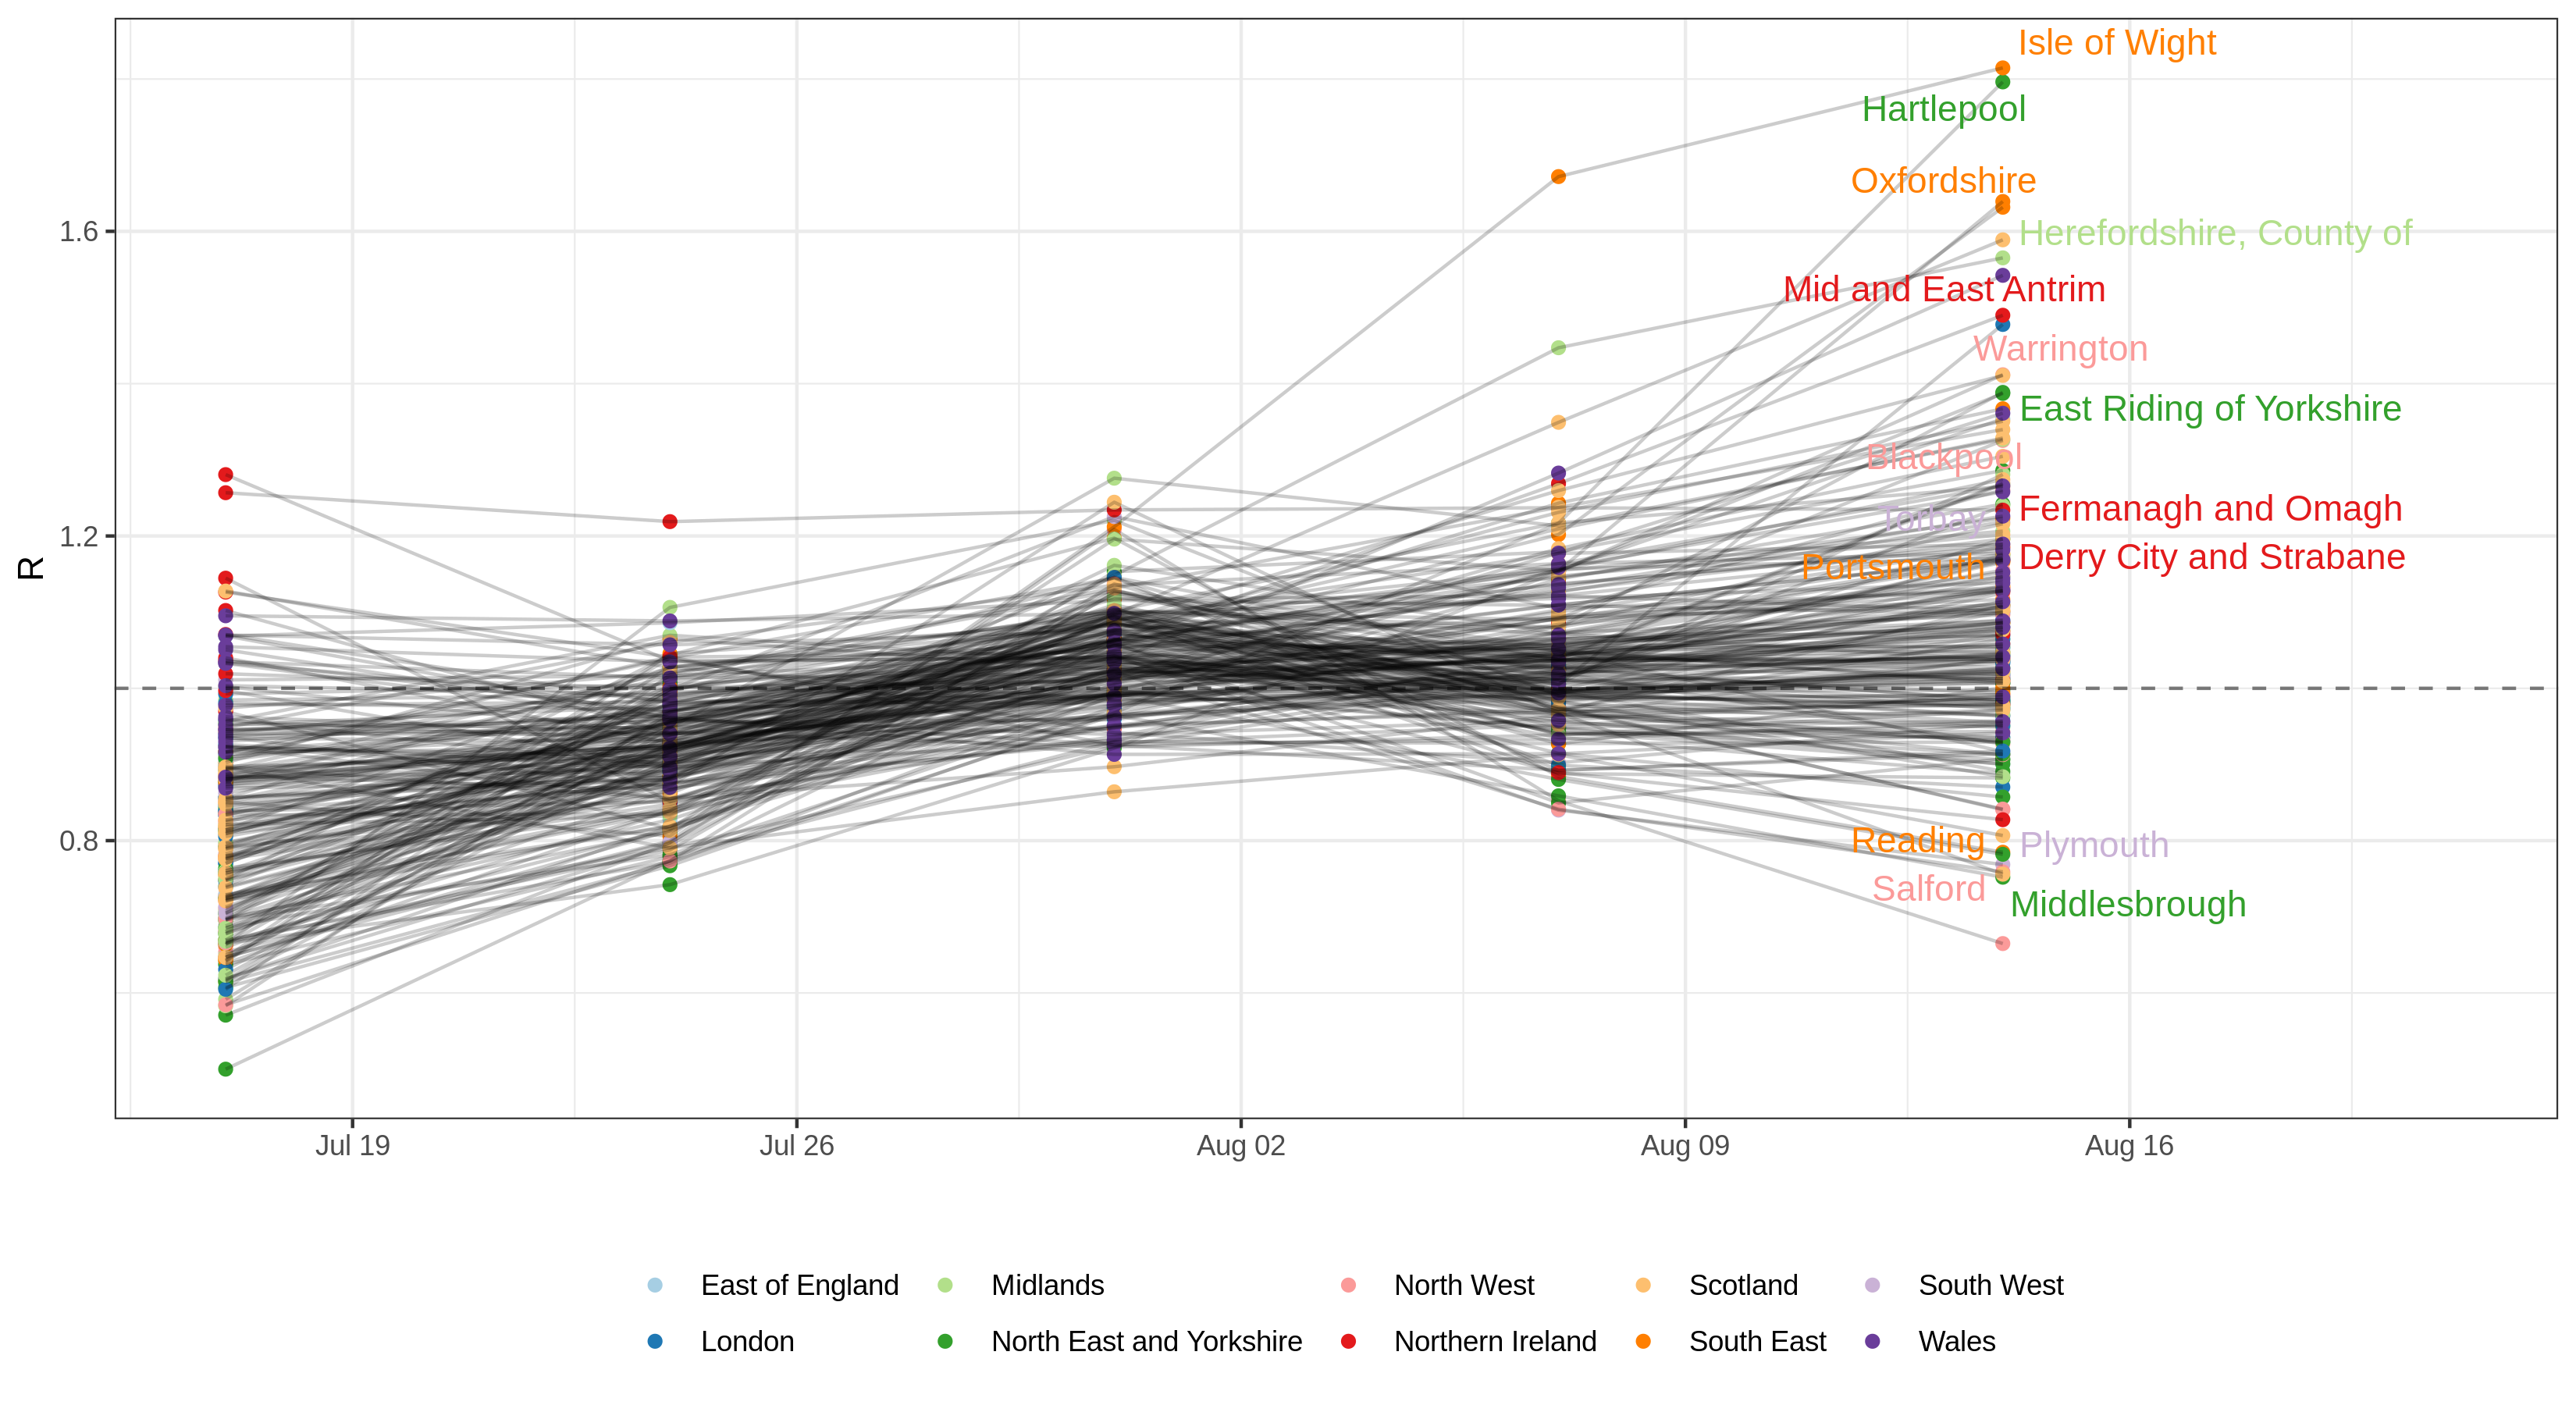 Isle of Wight
Hartlepool
Oxfordshire
1.6
Herefordshire, County of
Mid and East Antrim
Warrington
East Riding of Yorkshire
Blackpool
Fermanagh and Omagh
Torbay
1.2
Derry City and Strabane
Portsmouth
R
0.8
Reading
Plymouth
Salford
Middlesbrough
Jul 19 Jul 26 Aug 02 Aug 09 Aug 16
East of England Midlands North West Scotland South West
London North East and Yorkshire Northern Ireland South East Wales